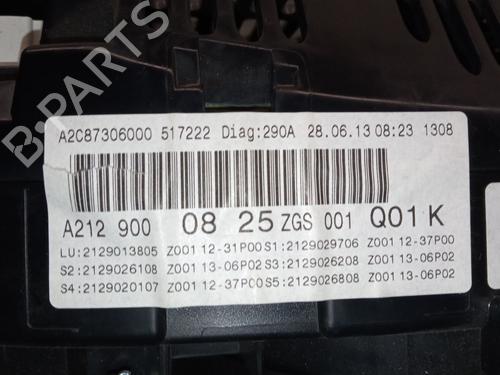 A2C87306000 517222 Diag:290A 28.06.13 08:23 1308
A212 900 08 25 ZGS 001 Q01 K
LU:2129013805 Z001 12-31P00 S1:2129029706 Z001 12-37P00
S2:2129026108 Z001 13-06P02 S3:2129026208 Z001 13-06P02
S4:2129020107 Z001 12-37P00 S5:2129026808 Z001 13-06P02
B-PARTS